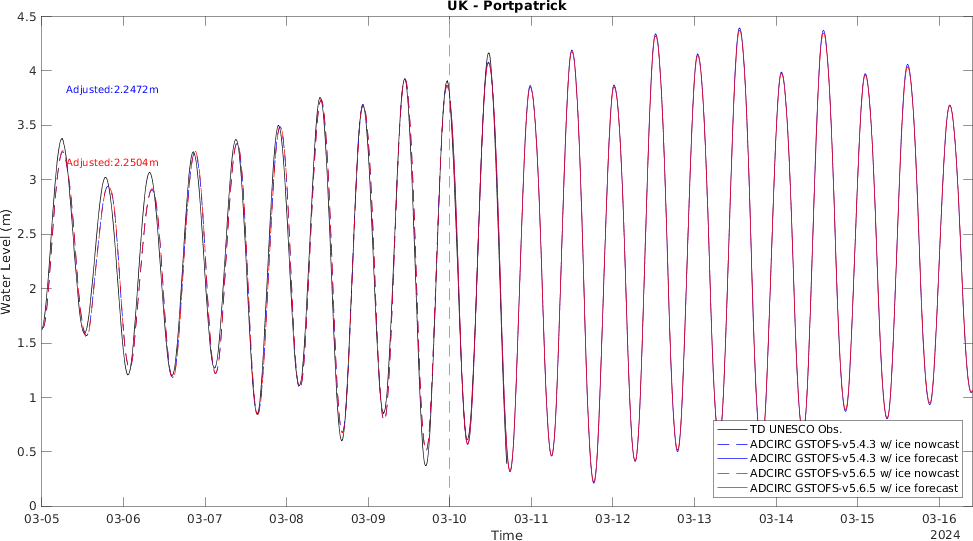 UK - Portpatrick
4.5
4
3.5
3
2.5
2
1.5
1
0.5
0
Water Level (m)
Adjusted:2.2472m
Adjusted:2.2504m
TD UNESCO Obs.
ADCIRC GSTOFS-v5.4.3 w/ ice nowcast
ADCIRC GSTOFS-v5.4.3 w/ ice forecast
ADCIRC GSTOFS-v5.6.5 w/ ice nowcast
ADCIRC GSTOFS-v5.6.5 w/ ice forecast
03-05 03-06 03-07 03-08 03-09 03-10 03-11 03-12 03-13 03-14 03-15 03-16
Time
2024